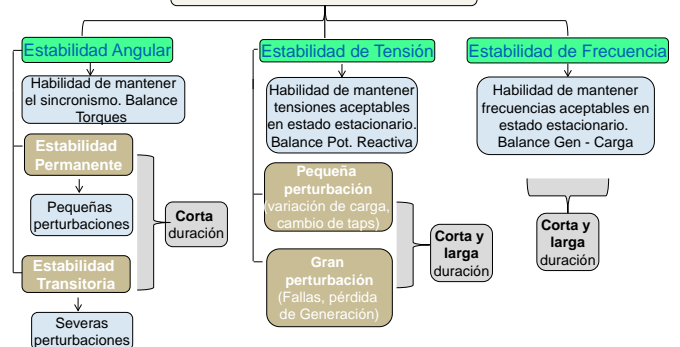 Estabilidad Angular
Habilidad de mantener
el sincronismo. Balance
Torques
Estabilidad
Permanente
Pequeñas
perturbaciones
Estabilidad
Transitoria
Severas
perturbaciones
Corta
duración
Estabilidad de Tensión
Habilidad de mantener
tensiones aceptables
en estado estacionario.
Balance Pot. Reactiva
Pequeña
perturbación
(variación de carga,
cambio de taps)
Gran
perturbación
(Fallas, pérdida
de Generación)
Corta y
larga
duración
Estabilidad de Frecuencia
Habilidad de mantener
frecuencias aceptables en
estado estacionario.
Balance Gen - Carga
Corta y
larga
duración